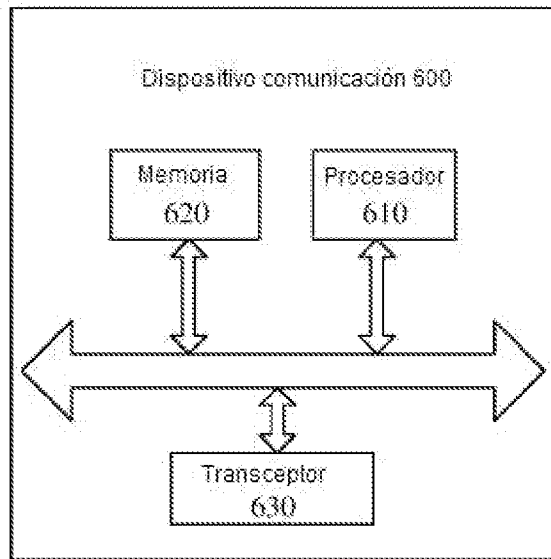 Dispositivo comunicación 600
Memoria
620
Procesador
610
Transceptor
630